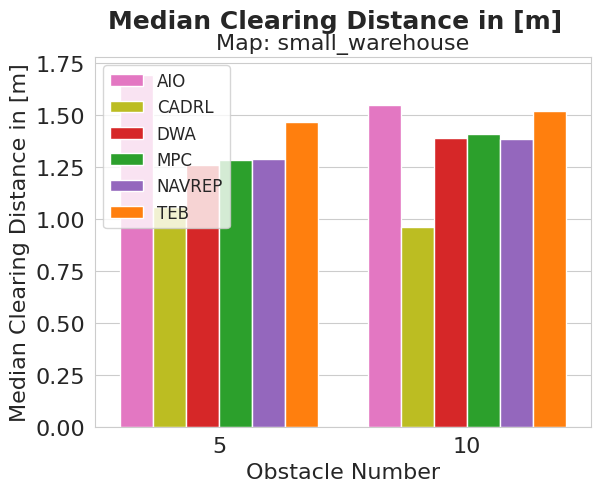 Median Clearing Distance in [m]
Map: small_warehouse
Median Clearing Distance in [m]
1.75
1.50
1.25
1.00
0.75
0.50
0.25
0.00
AIO
CADRL
DWA
MPC
NAVREP
TEB
5
10
Obstacle Number